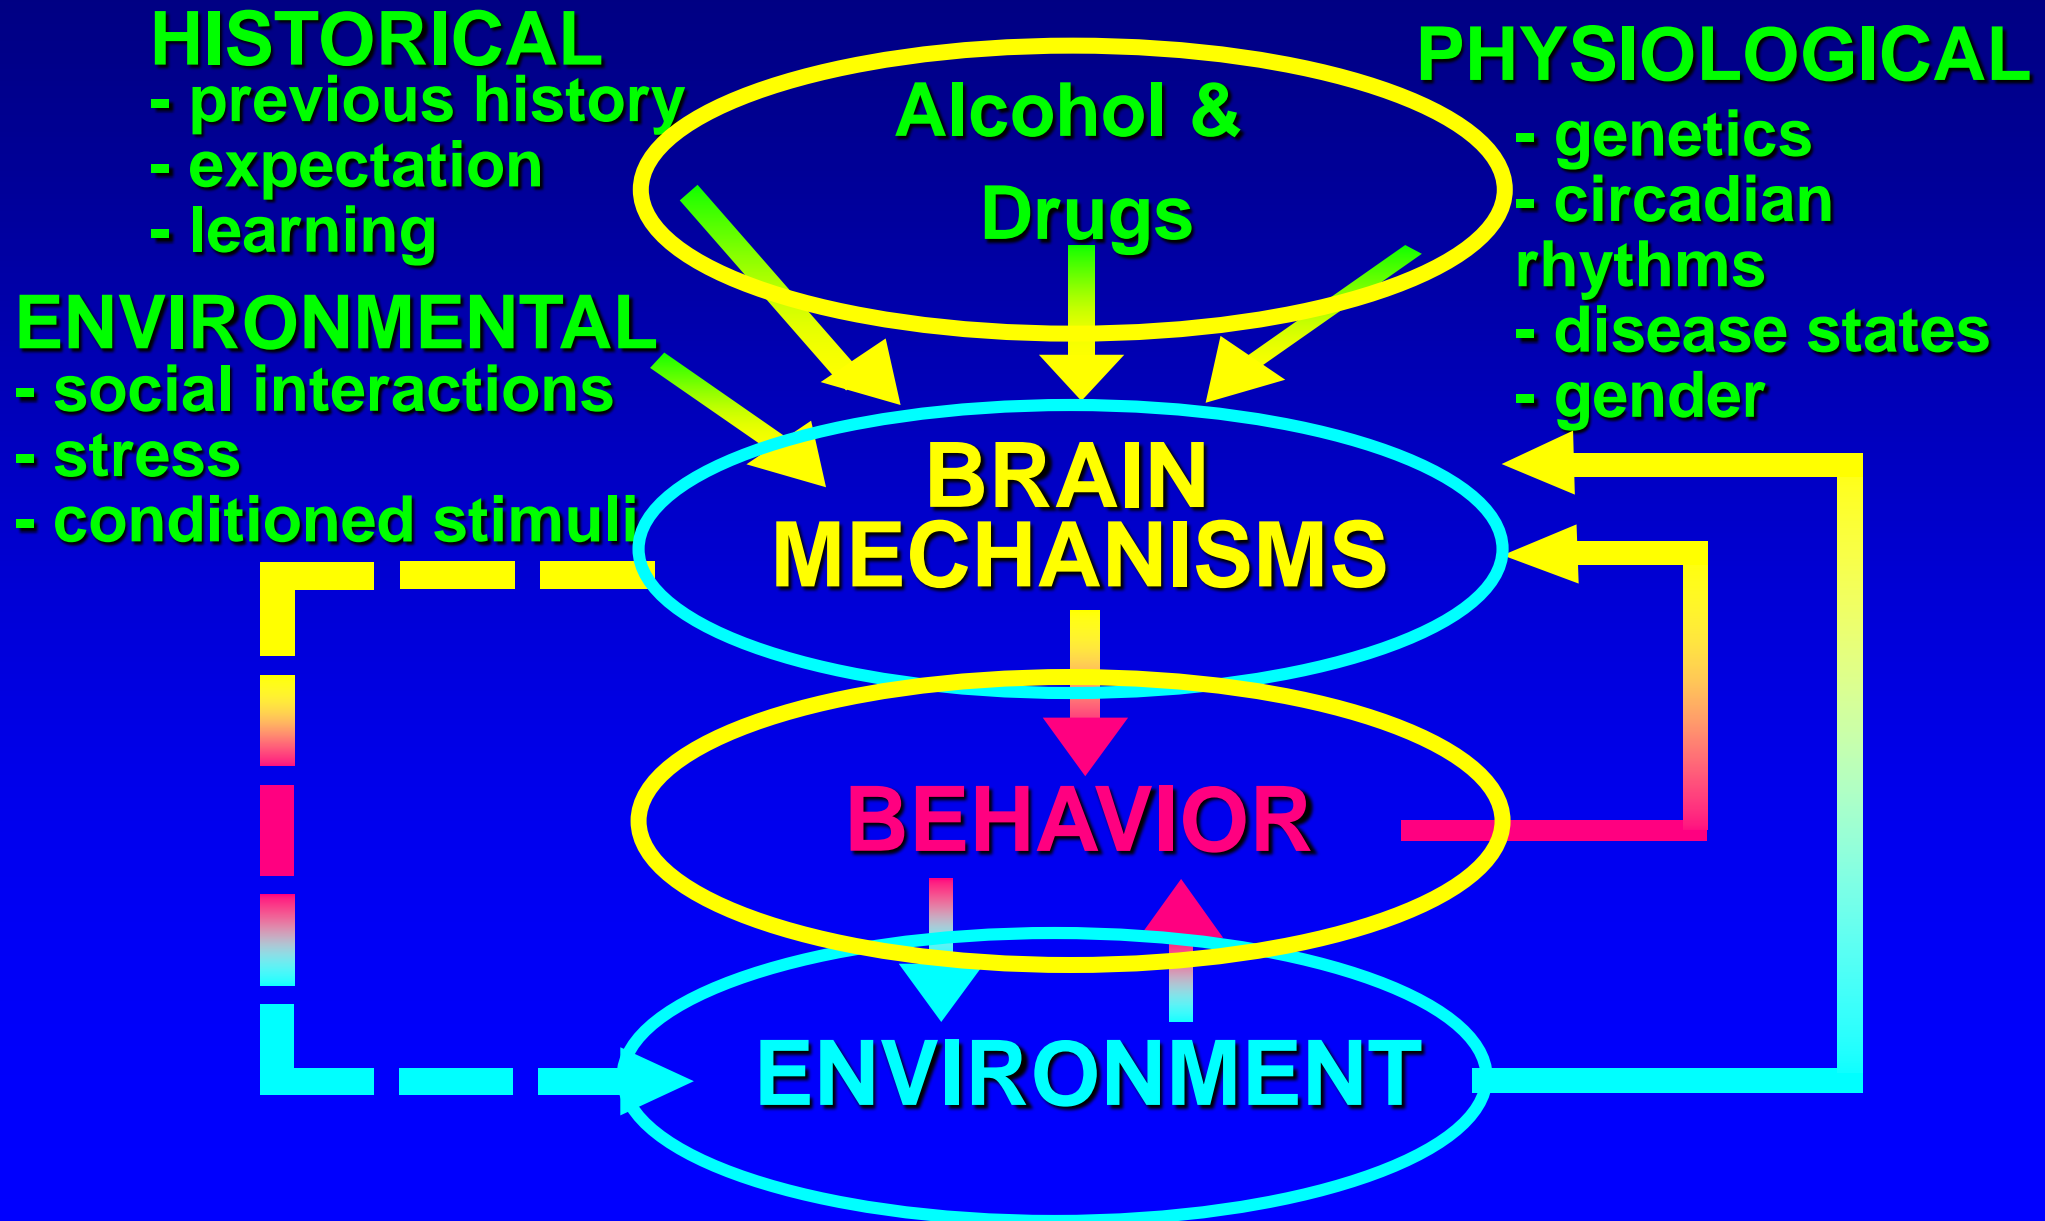 HISTORICAL
- previous history
- expectation
- learning
ENVIRONMENTAL
- social interactions
- stress
- conditioned stimuli
Alcohol &
Drugs
PHYSIOLOGICAL
- genetics
- circadian
rhythms
- disease states
- gender
BRAIN
MECHANISMS
BEHAVIOR
ENVIRONMENT